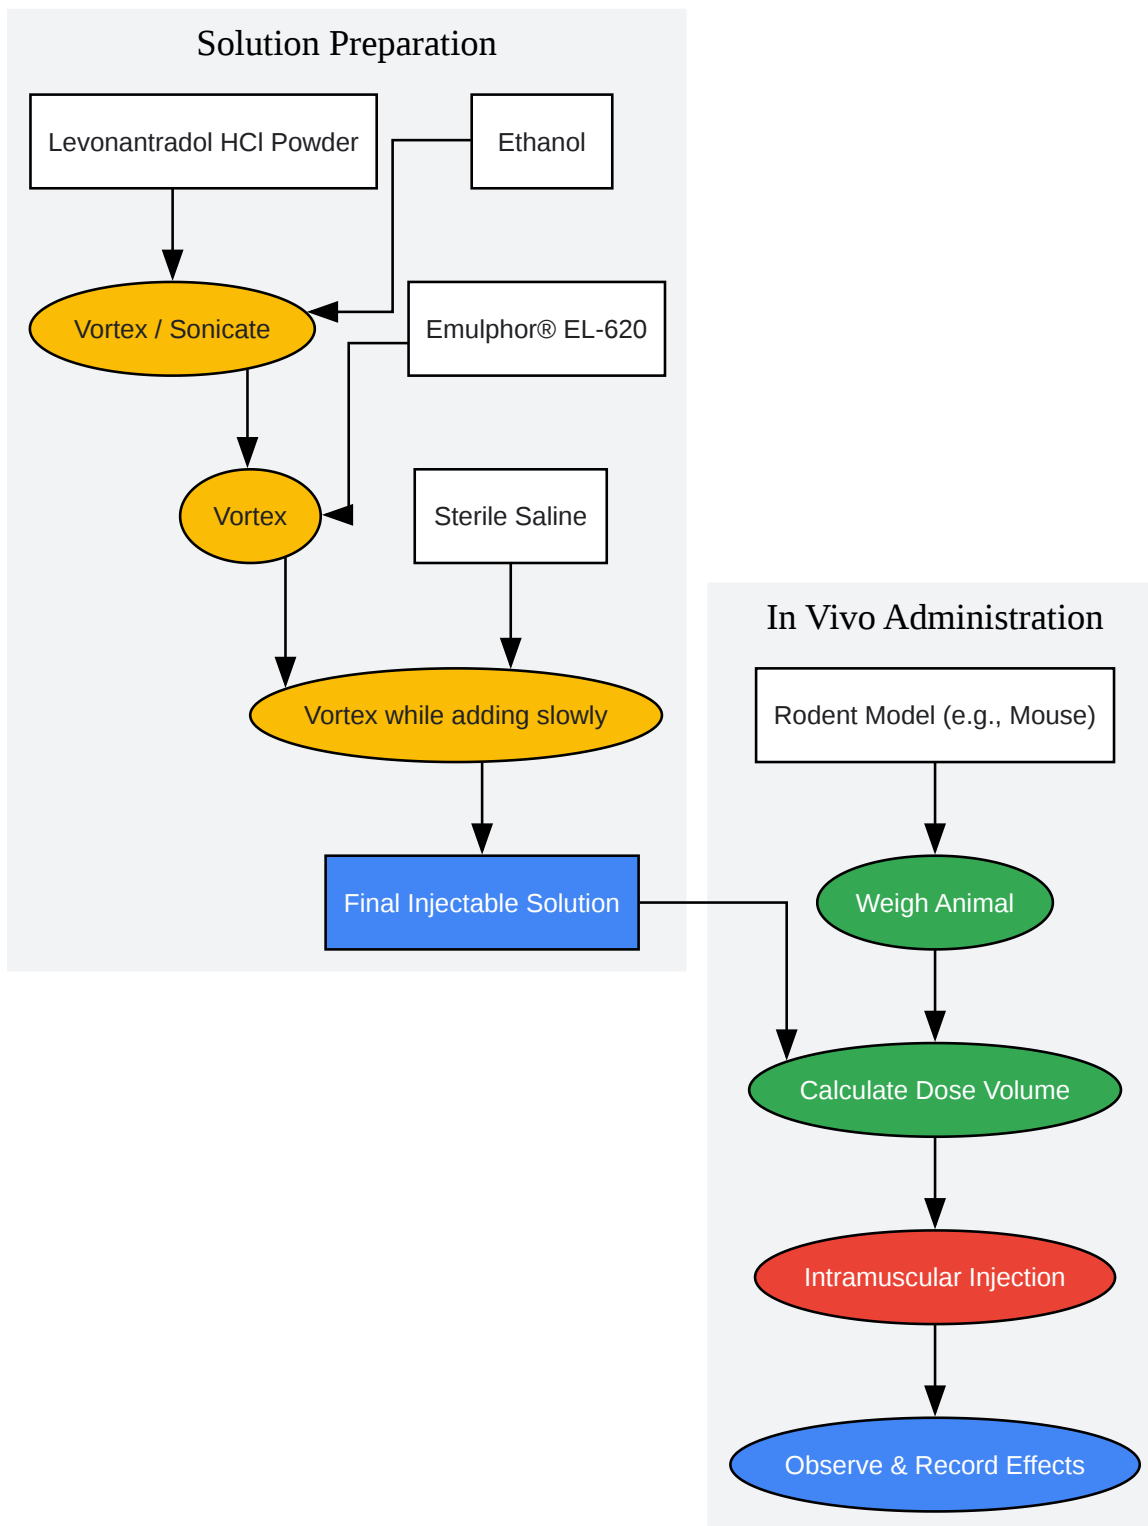 Solution Preparation
Levonantradol HCl Powder
Ethanol
Vortex / Sonicate
Emulphor® EL-620
Vortex
Sterile Saline
Vortex while adding slowly
Final Injectable Solution
In Vivo Administration
Rodent Model (e.g., Mouse)
Weigh Animal
Calculate Dose Volume
Intramuscular Injection
Observe & Record Effects